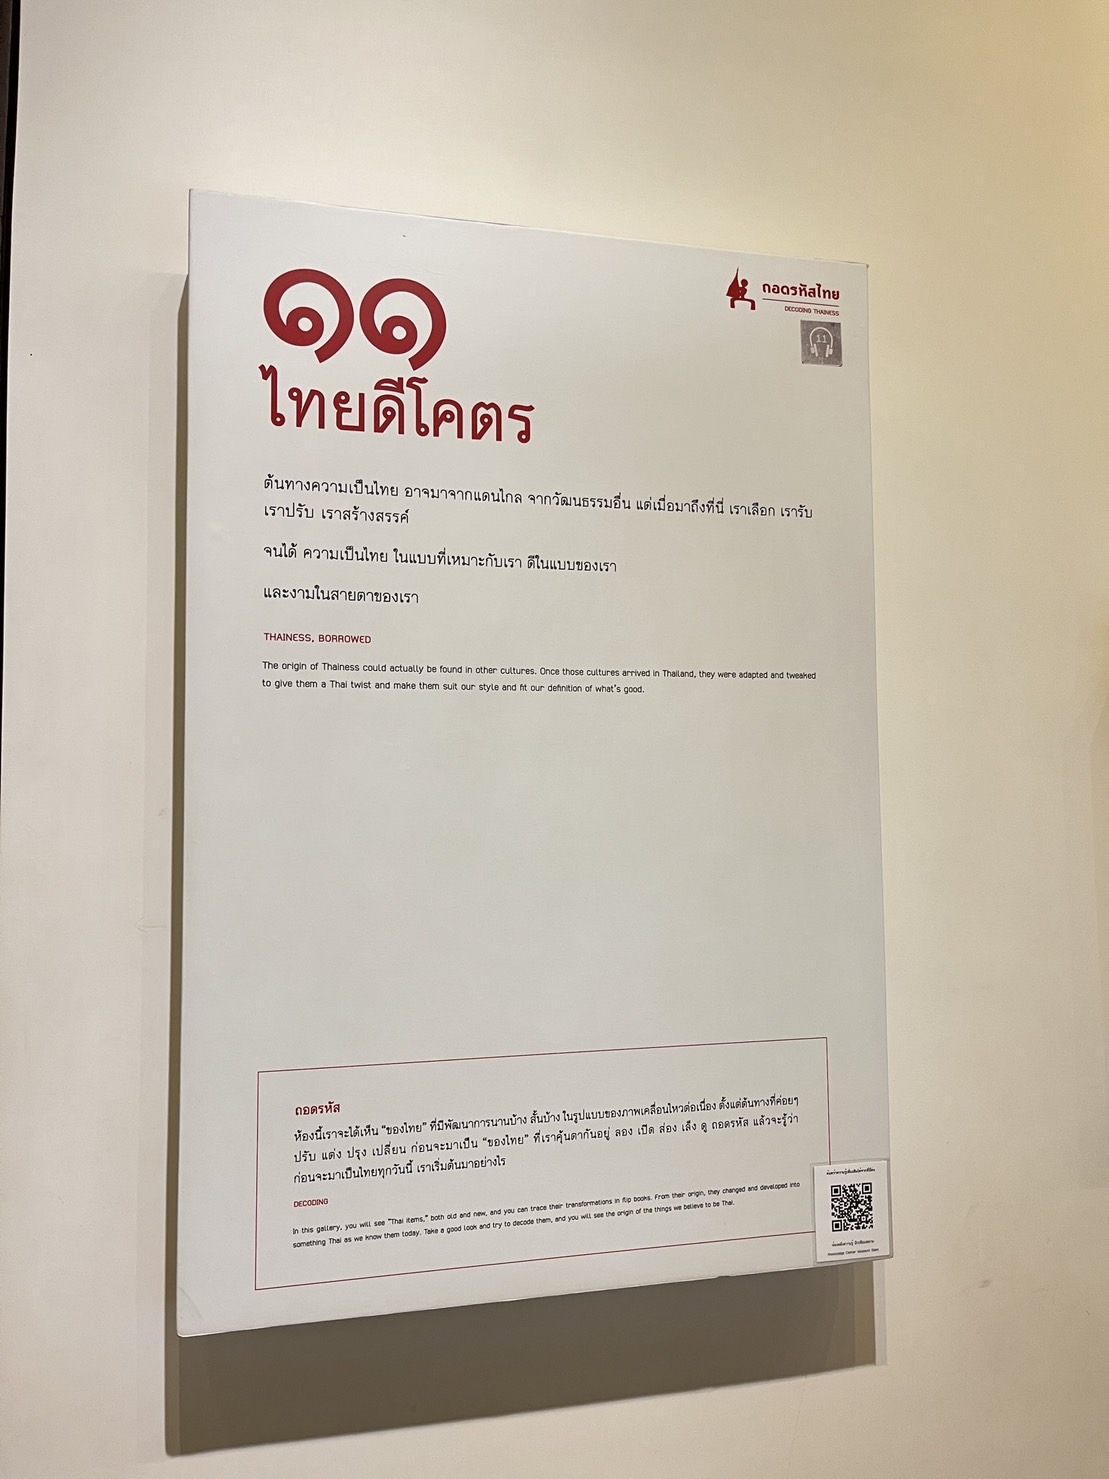 ๑๑
ไทยดีโคตร
ถอดรหัสไทย
DECODING THAINESS
11
ต้นทางความเป็นไทย อาจมาจากแดนไกล จากวัฒนธรรมอื่น แต่เมื่อมาถึงที่นี่ เราเลือก เรารับ
เราปรับ เราสร้างสรรค์
จนได้ ความเป็นไทย ในแบบที่เหมาะกับเรา ดีในแบบของเรา
และงามในสายตาของเรา
THAINESS, BORROWED
The origin of Thainess could actually be found in other cultures. Once those cultures arrived in Thailand, they were adapted and tweaked
to give them a Thai twist and make them suit our style and fit our definition of what's good.
ถอดรหัส
ห้องนี้เราจะได้เห็น "ของไทย" ที่มีพัฒนาการนานบ้าง สั้นบ้าง ในรูปแบบของภาพเคลื่อนไหวต่อเนื่อง ตั้งแต่ต้นทางที่ค่อยๆ
ปรับ แต่ง ปรุง เปลี่ยน ก่อนจะมาเป็น "ของไทย" ที่เราคุ้นตากันอยู่ ลอง เปิด ส่อง เล็ง ดู ถอดรหัส แล้วจะรู้ว่า
ก่อนจะมาเป็นไทยทุกวันนี้ เราเริ่มต้นมาอย่างไร
DECODING
In this gallery, you will see "Thai items," both old and new, and you can trace their transformations in flip books. From their origin, they changed and developed into
something Thai as we know them today. Take a good look and try to decode them, and you will see the origin of the things we believe to be Thai.
Knowledge Center Museum Siam